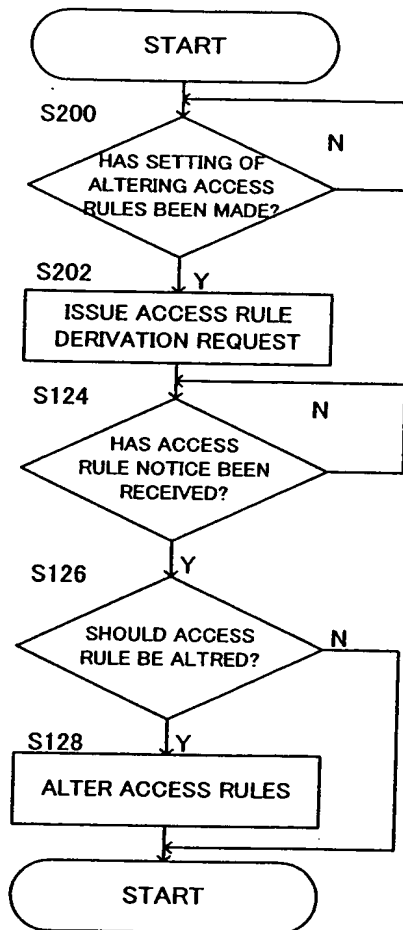 START
S200
N
HAS SETTING OF
ALTERING ACCESS
RULES BEEN MADE?
S202
Y
ISSUE ACCESS RULE
DERIVATION REQUEST
S124
N
HAS ACCESS
RULE NOTICE BEEN
RECEIVED?
S126
Y
SHOULD ACCESS
RULE BE ALTRED?
N
S128
Y
ALTER ACCESS RULES
START